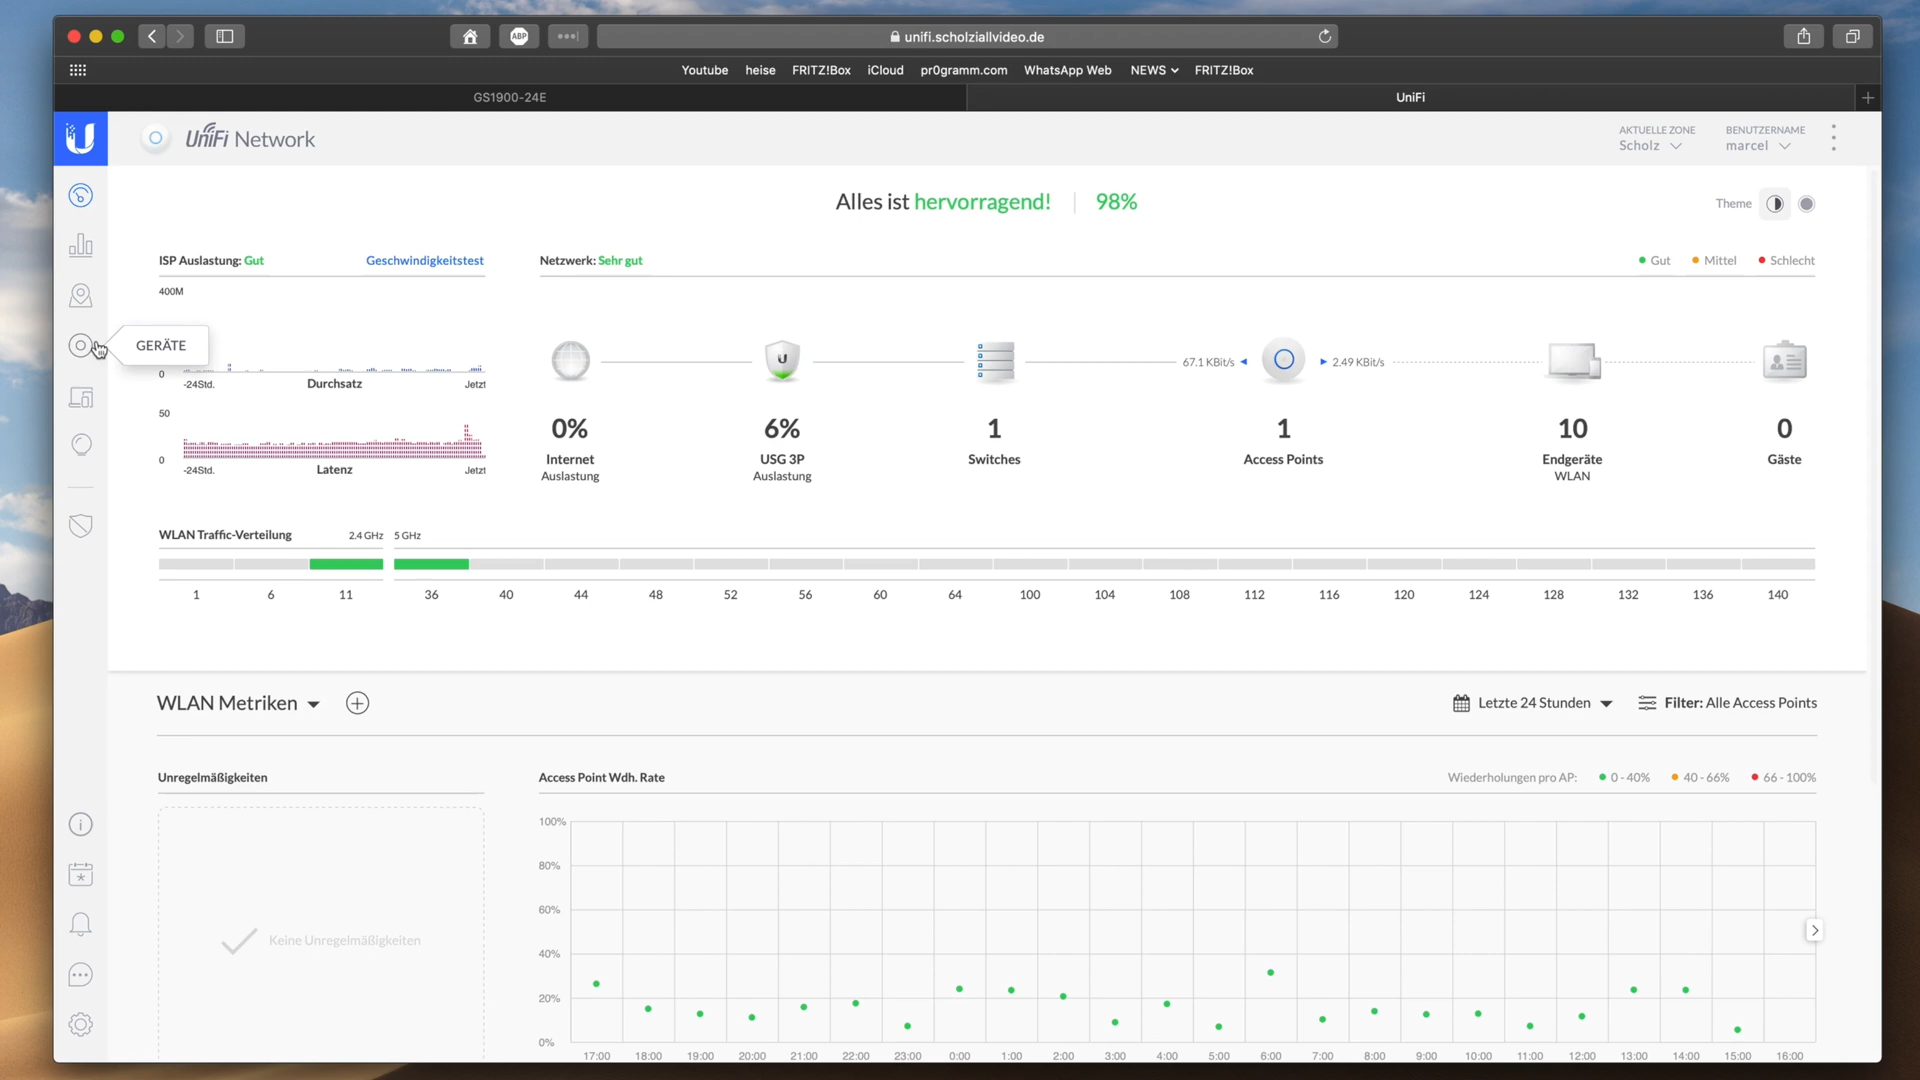 ABP
unifi.scholziallvideo.de
Youtube heise FRITZ!Box iCloud pr0gramm.com WhatsApp Web NEWS FRITZ!Box
GS1900-24E UniFi
UniFi Network
AKTUELLE ZONE BENUTZERNAME
Scholz marcel
Alles ist hervorragend! 98%
Theme
ISP Auslastung: Gut Geschwindigkeitstest
Netzwerk: Sehr gut
Gut Mittel Schlecht
400M
GERÄTE
0
-24Std. Durchsatz Jetzt
50
0
-24Std. Latenz Jetzt
67.1 KBit/s 2.49 KBit/s
0% 6% 1 1 10 0
Internet USG 3P Switches Access Points Endgeräte Gäste
Auslastung Auslastung WLAN
WLAN Traffic-Verteilung 2.4 GHz 5 GHz
1 6 11 36 40 44 48 52 56 60 64 100 104 108 112 116 120 124 128 132 136 140
WLAN Metriken
Letzte 24 Stunden Filter: Alle Access Points
Unregelmäßigkeiten
Access Point Wdh. Rate
Wiederholungen pro AP: 0 - 40% 40 - 66% 66 - 100%
Keine Unregelmäßigkeiten
100%
80%
60%
40%
20%
0%
17:00 18:00 19:00 20:00 21:00 22:00 23:00 0:00 1:00 2:00 3:00 4:00 5:00 6:00 7:00 8:00 9:00 10:00 11:00 12:00 13:00 14:00 15:00 16:00